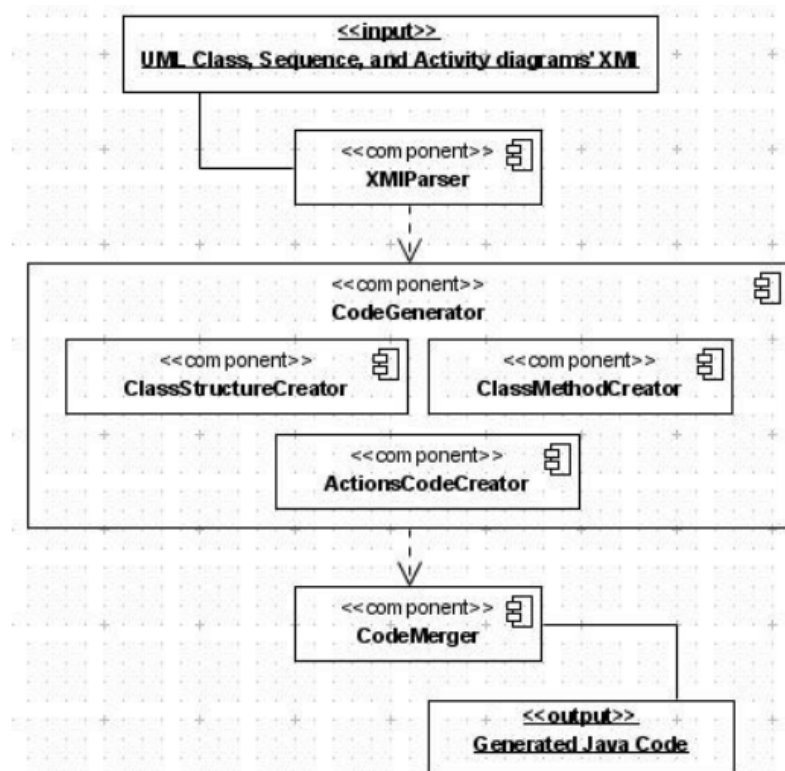 <<input>>
UML Class, Sequence, and Activity diagrams' XMI
<<component>>
XMIParser
<<component>>
CodeGenerator
<<component>>
ClassStructureCreator
<<component>>
ClassMethodCreator
<<component>>
ActionsCodeCreator
<<component>>
CodeMerger
<<output>>
Generated Java Code